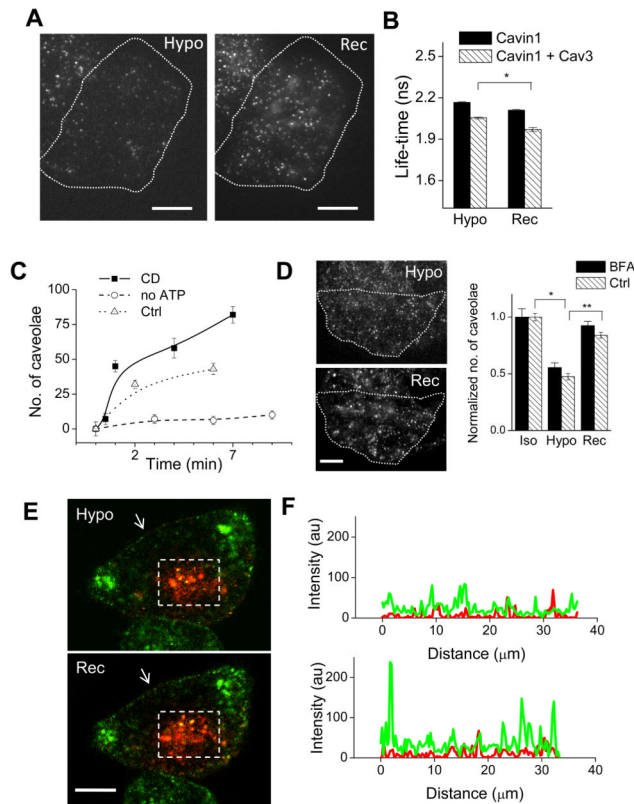 A
Hypo
Rec
B
Cavin1
Cavin1 + Cav3
*
Life-time (ns)
2.5
2.2
1.9
1.6
1.4
Hypo Rec
C
CD
no ATP
Ctrl
No. of caveolae
100
75
50
25
0
2 7
Time (min)
D
Hypo
Rec
BFA
Ctrl
* **
Normalized no. of caveolae
1.0
0.5
0.0
Iso Hypo Rec
E
Hypo
Rec
F
Intensity (au)
200
100
0
0 10 20 30 40
Distance (μm)
Intensity (au)
200
100
0
0 10 20 30 40
Distance (μm)